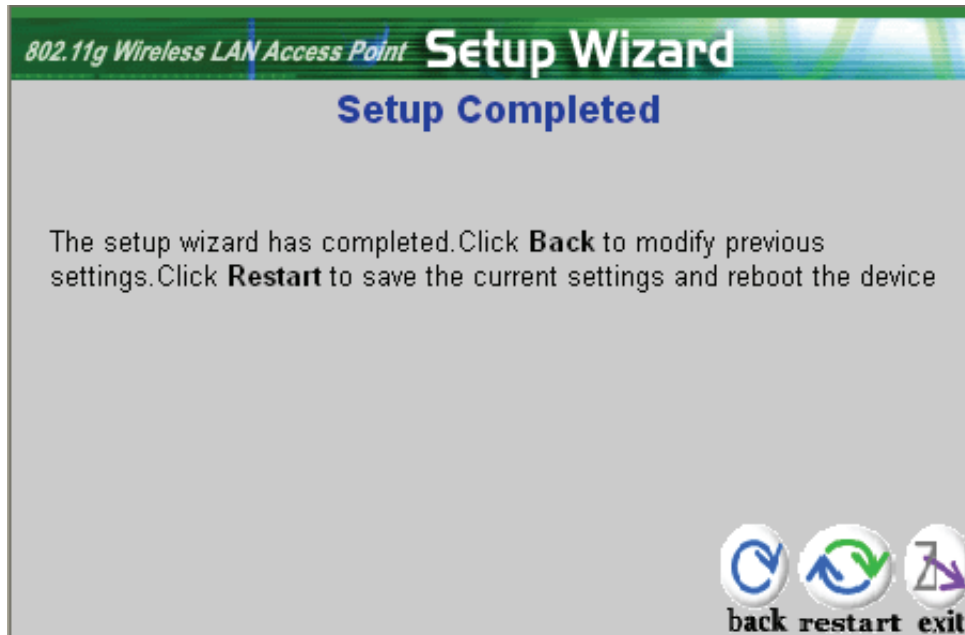 802.11g Wireless LAN Access Point Setup Wizard
Setup Completed
The setup wizard has completed.Click Back to modify previous
settings.Click Restart to save the current settings and reboot the device
back restart exit